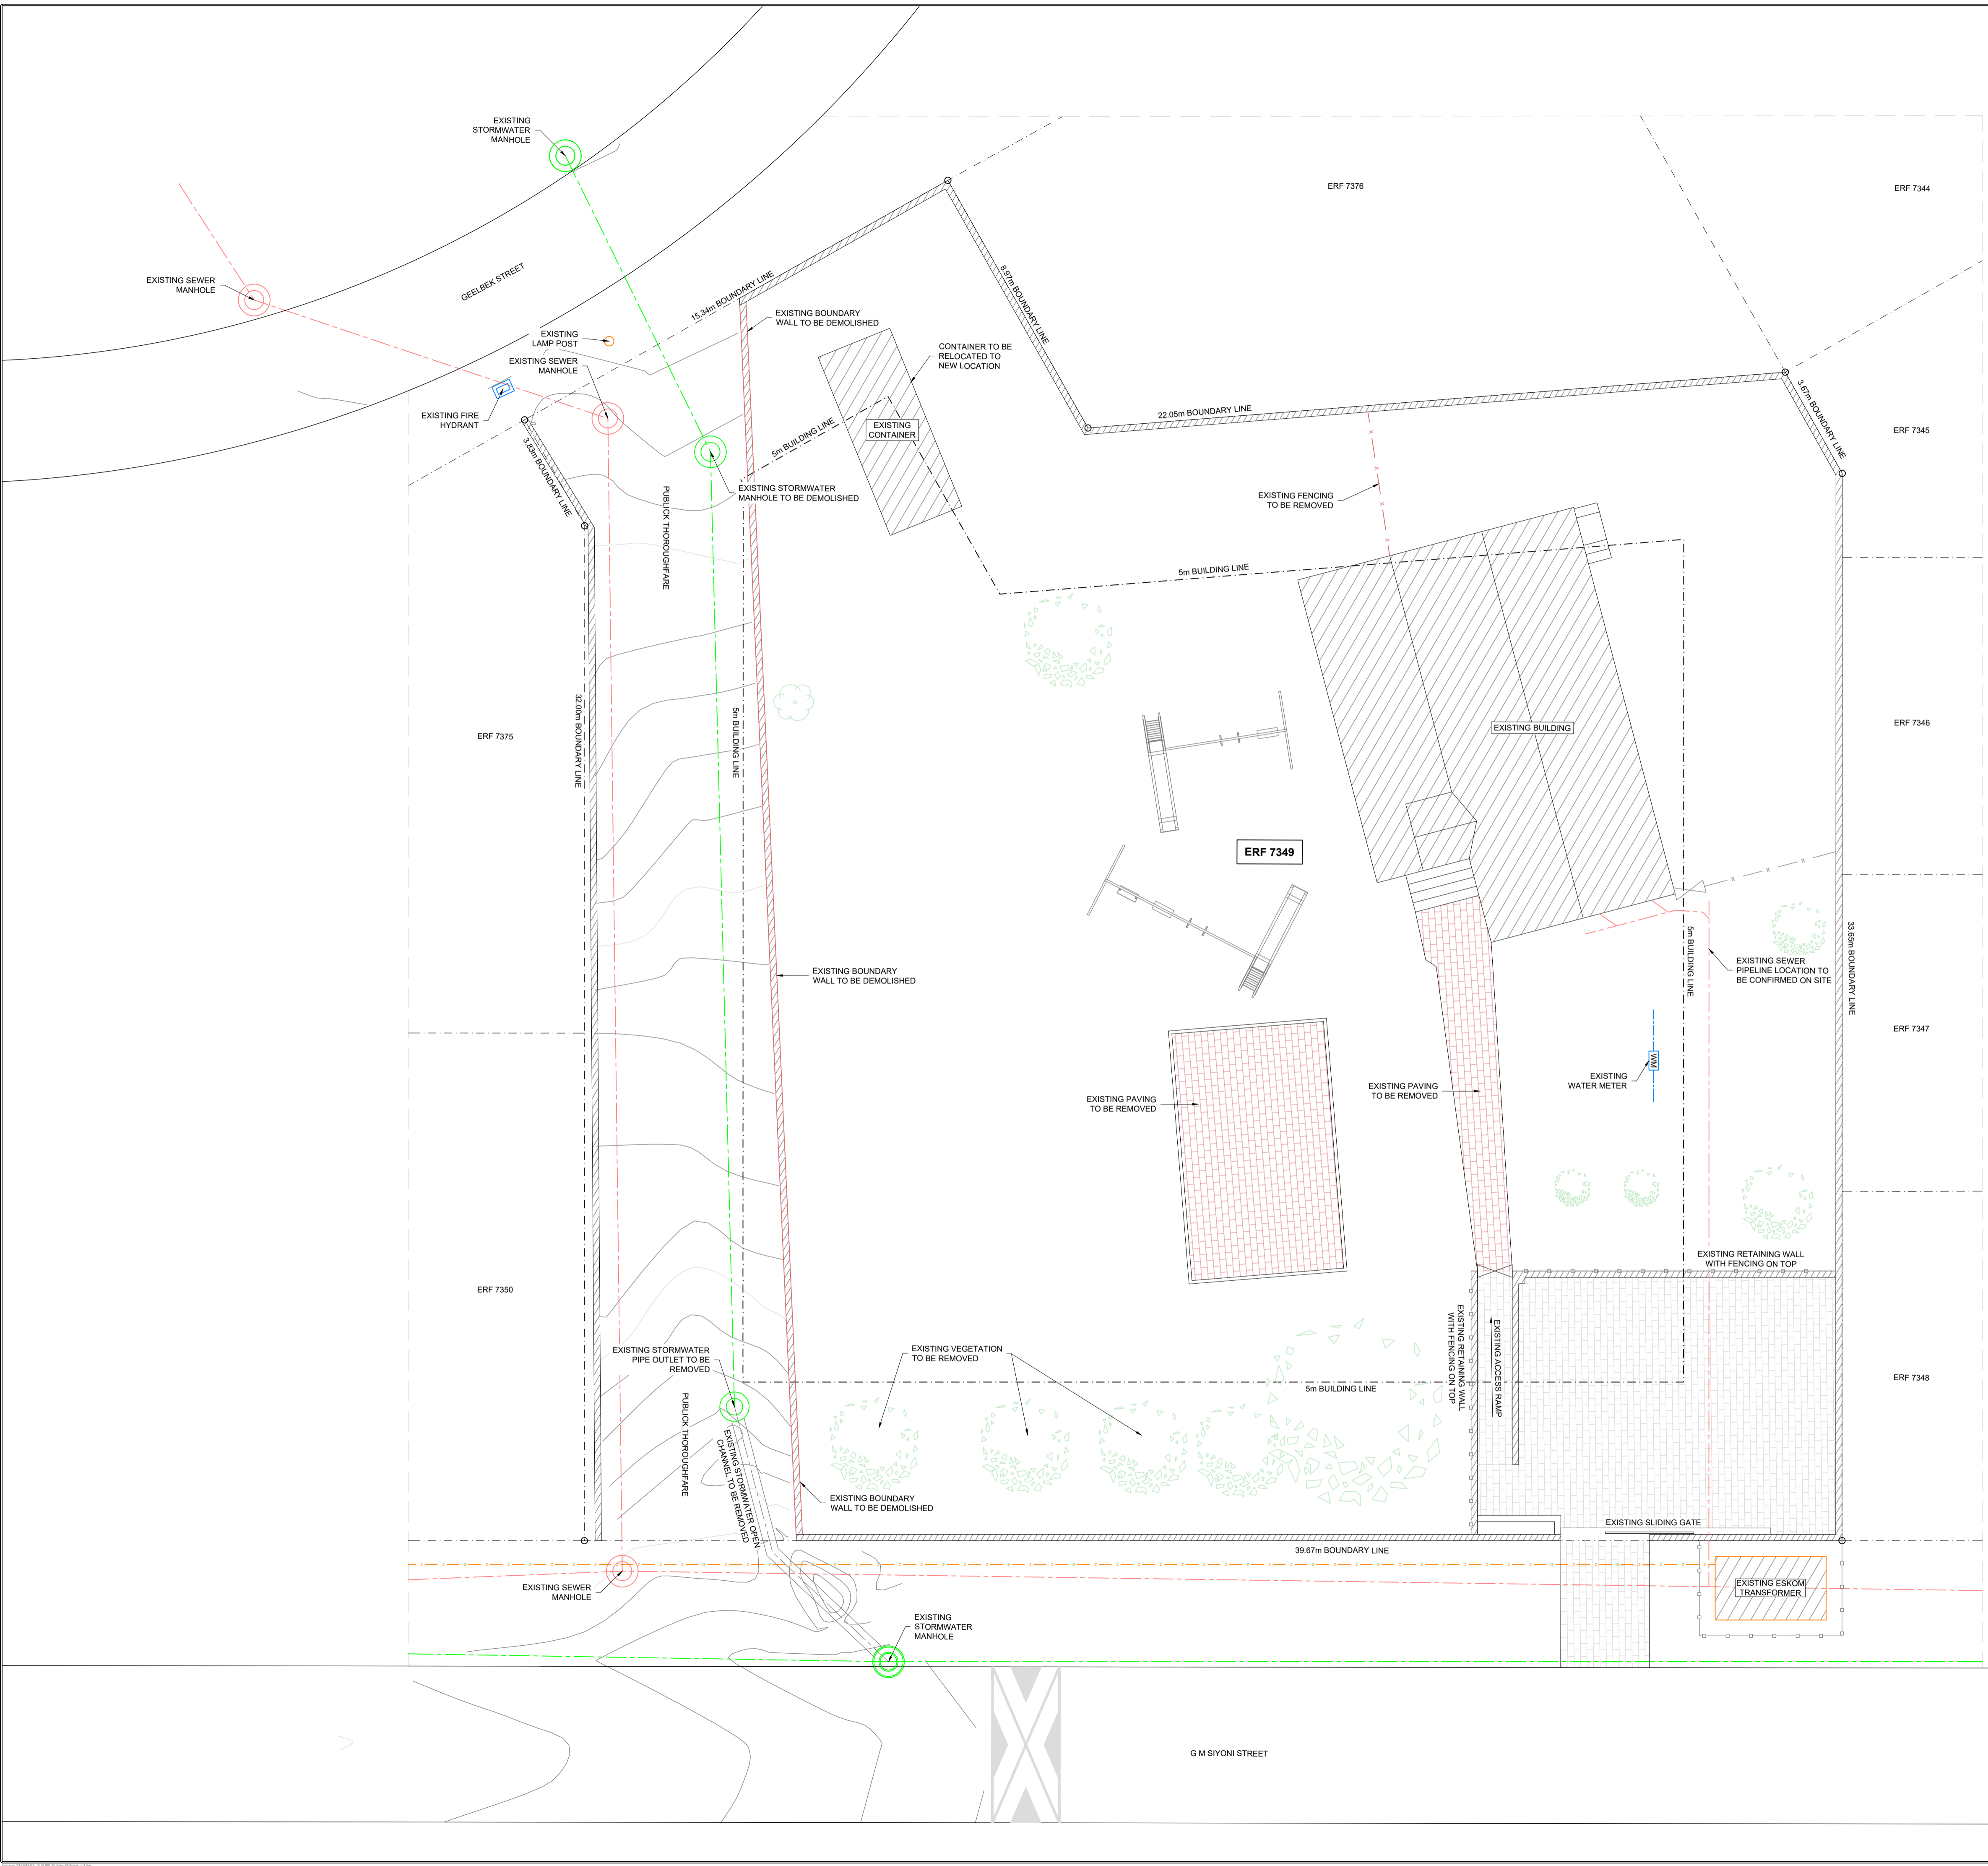 EXISTING
STORMWATER
MANHOLE
ERF 7376
ERF 7344
GEELBEK STREET
EXISTING SEWER
MANHOLE
15.34m BOUNDARY LINE
8.97m BOUNDARY LINE
EXISTING BOUNDARY
WALL TO BE DEMOLISHED
EXISTING
LAMP POST
EXISTING SEWER
MANHOLE
CONTAINER TO BE
RELOCATED TO
NEW LOCATION
EXISTING FIRE
HYDRANT
3.83m BOUNDARY LINE
5m BUILDING LINE
EXISTING
CONTAINER
22.05m BOUNDARY LINE
3.67m BOUNDARY LINE
ERF 7345
EXISTING STORMWATER
MANHOLE TO BE DEMOLISHED
PUBLICK THOROUGHFARE
EXISTING FENCING
TO BE REMOVED
X
X
X
X
5m BUILDING LINE
32.00m BOUNDARY LINE
ERF 7375
5m BUILDING LINE
EXISTING BUILDING
ERF 7346
ERF 7349
X
X
X
EXISTING BOUNDARY
WALL TO BE DEMOLISHED
5m BUILDING LINE
EXISTING SEWER
PIPELINE LOCATION TO
BE CONFIRMED ON SITE
33.65m BOUNDARY LINE
ERF 7347
WM
EXISTING
WATER METER
EXISTING PAVING
TO BE REMOVED
EXISTING PAVING
TO BE REMOVED
ERF 7350
EXISTING RETAINING WALL
WITH FENCING ON TOP
EXISTING RETAINING WALL
WITH FENCING ON TOP
EXISTING ACCESS RAMP
EXISTING STORMWATER
PIPE OUTLET TO BE
REMOVED
EXISTING VEGETATION
TO BE REMOVED
5m BUILDING LINE
ERF 7348
PUBLICK THOROUGHFARE
EXISTING STORMWATER OPEN
CHANNEL TO BE REMOVED
EXISTING BOUNDARY
WALL TO BE DEMOLISHED
EXISTING SLIDING GATE
39.67m BOUNDARY LINE
EXISTING SEWER
MANHOLE
EXISTING ESKOM
TRANSFORMER
EXISTING
STORMWATER
MANHOLE
G M SIYONI STREET